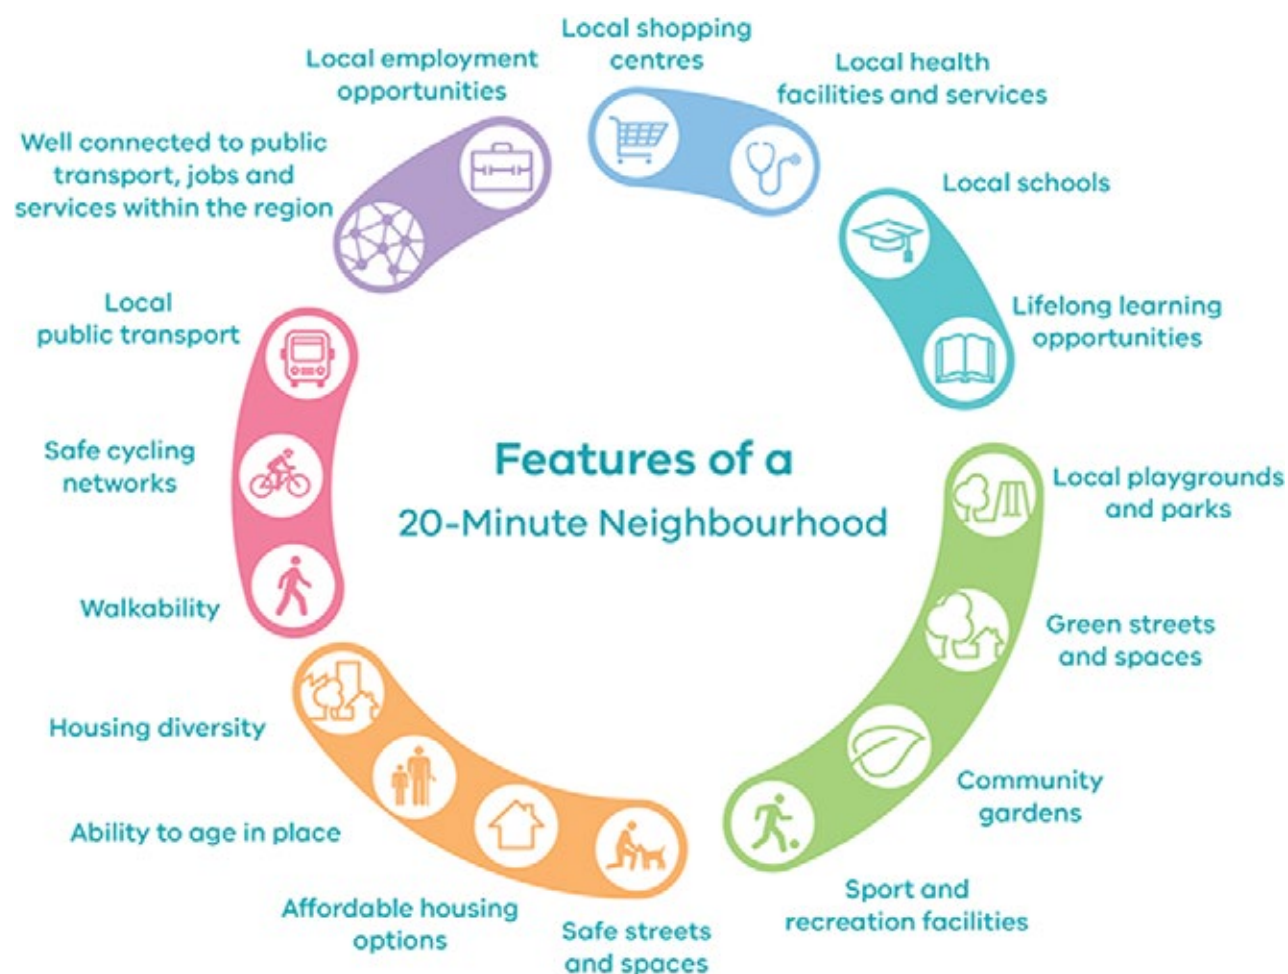 Features of a
20-Minute Neighbourhood
Local shopping
centres
Local health
facilities and services
Local schools
Lifelong learning
opportunities
Local playgrounds
and parks
Green streets
and spaces
Community
gardens
Sport and
recreation facilities
Safe streets
and spaces
Affordable housing
options
Ability to age in place
Housing diversity
Walkability
Safe cycling
networks
Local
public transport
Well connected to public
transport, jobs and
services within the region
Local employment
opportunities